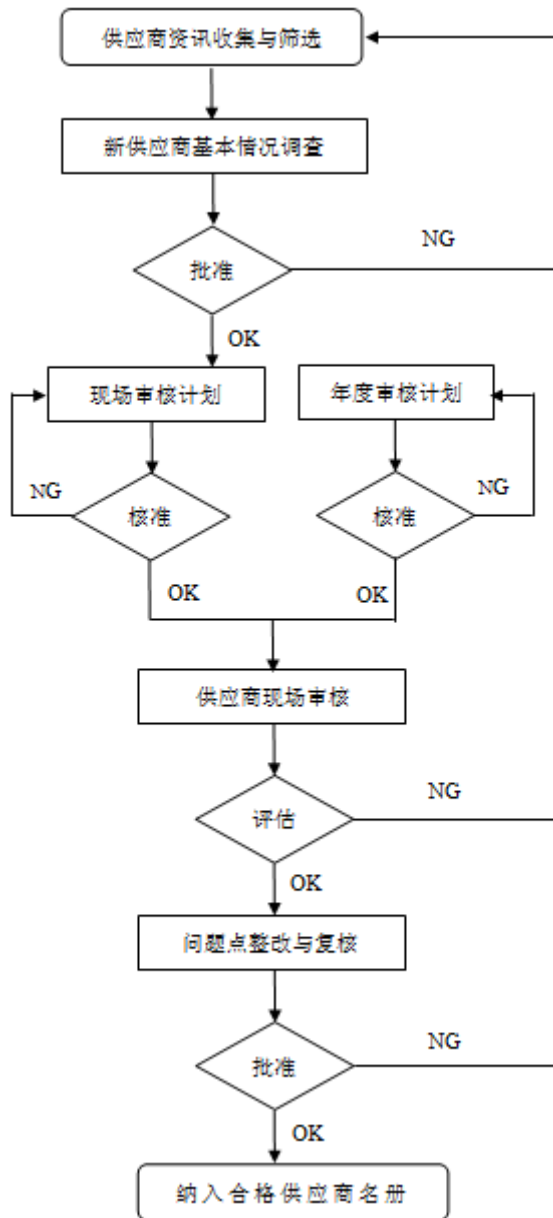 供应商资讯收集与筛选
新供应商基本情况调查
批准
NG
OK
现场审核计划
年度审核计划
NG
核准
核准
NG
OK
OK
供应商现场审核
评估
NG
OK
问题点整改与复核
批准
NG
OK
纳入合格供应商名册